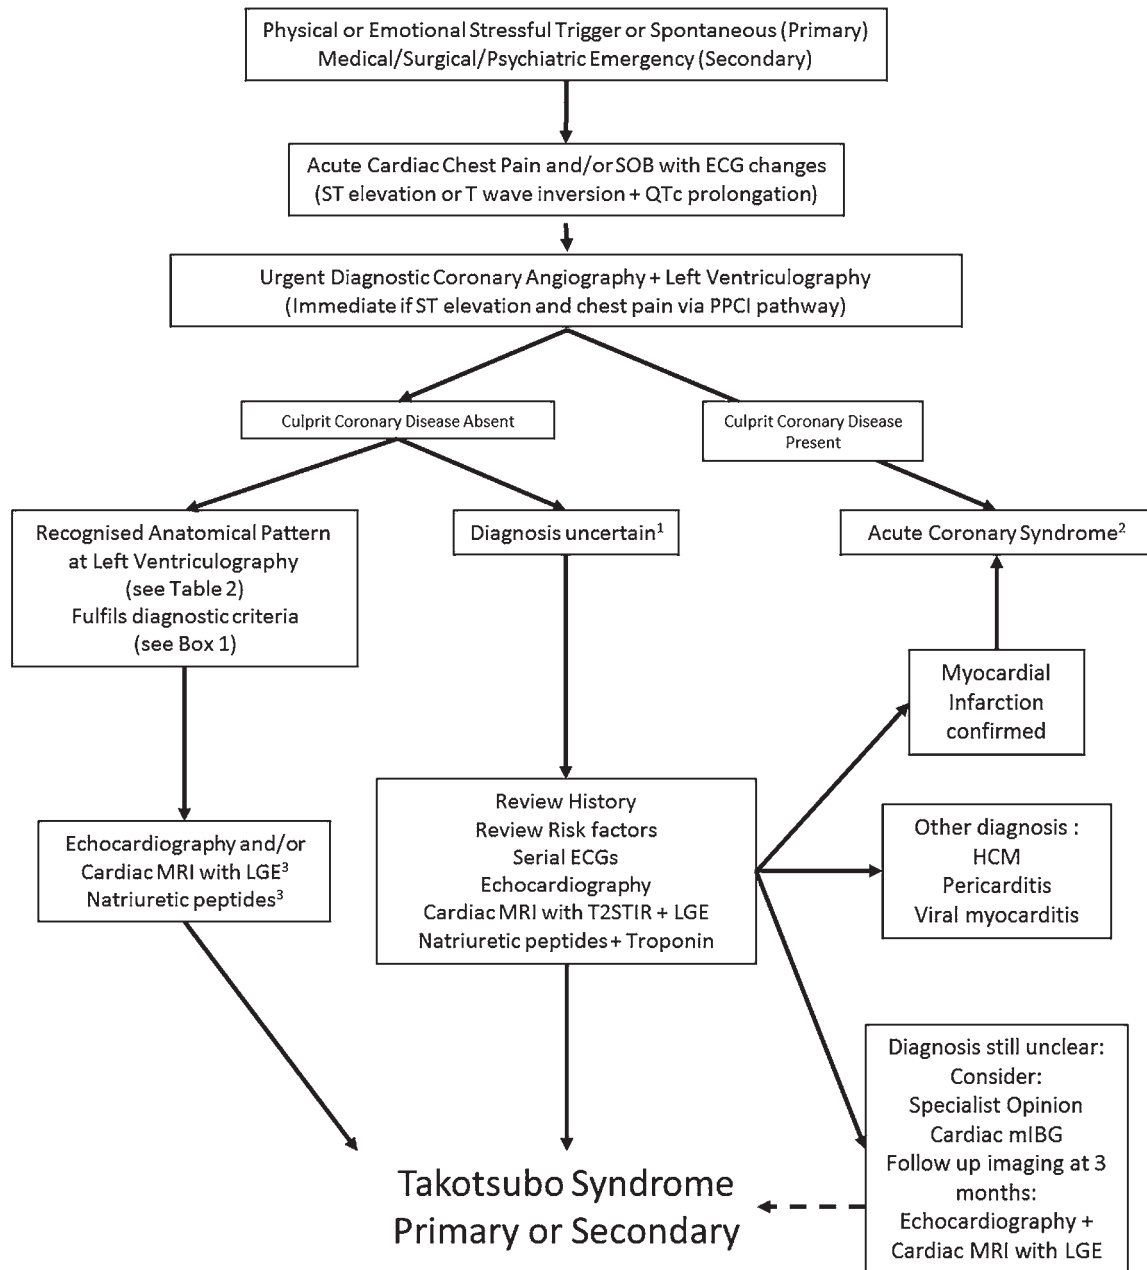 Physical or Emotional Stressful Trigger or Spontaneous (Primary)
Medical/Surgical/Psychiatric Emergency (Secondary)
Acute Cardiac Chest Pain and/or SOB with ECG changes
(ST elevation or T wave inversion + QTc prolongation)
Urgent Diagnostic Coronary Angiography + Left Ventriculography
(Immediate if ST elevation and chest pain via PPCI pathway)
Culprit Coronary Disease Absent
Culprit Coronary Disease
Present
Recognised Anatomical Pattern
at Left Ventriculography
(see Table 2)
Fulfils diagnostic criteria
(see Box 1)
Diagnosis uncertain¹
Acute Coronary Syndrome²
Myocardial
Infarction
confirmed
Echocardiography and/or
Cardiac MRI with LGE³
Natriuretic peptides³
Review History
Review Risk factors
Serial ECGs
Echocardiography
Cardiac MRI with T2STIR + LGE
Natriuretic peptides + Troponin
Other diagnosis :
HCM
Pericarditis
Viral myocarditis
Diagnosis still unclear:
Consider:
Specialist Opinion
Cardiac mIBG
Follow up imaging at 3
months:
Echocardiography +
Cardiac MRI with LGE
Takotsubo Syndrome
Primary or Secondary